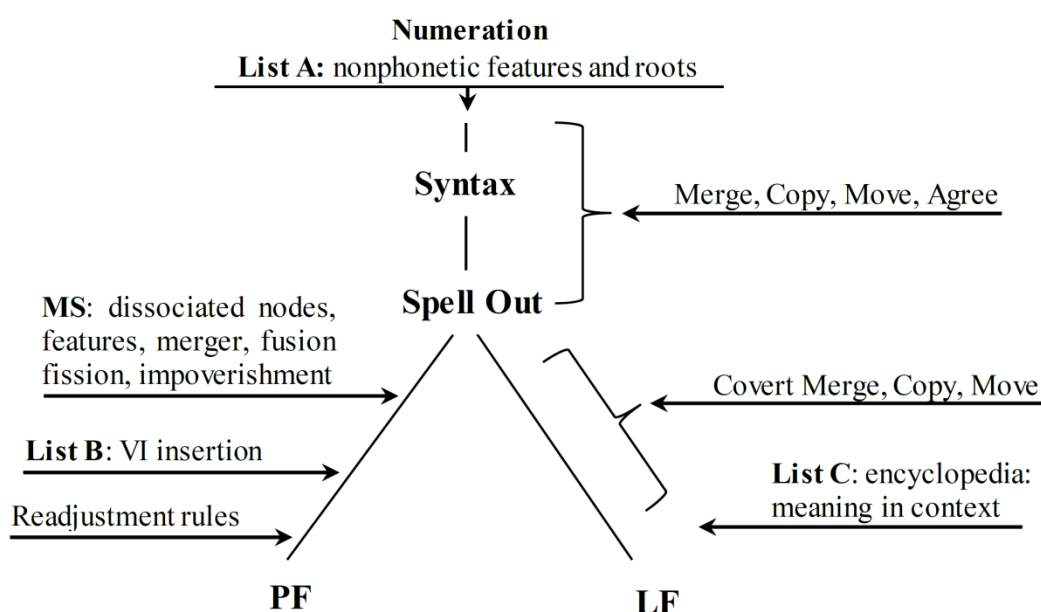 Numeration
List A: nonphonetic features and roots
Syntax
Merge, Copy, Move, Agree
Spell Out
MS: dissociated nodes,
features, merger, fusion
fission, impoverishment
Covert Merge, Copy, Move
List B: VI insertion
List C: encyclopedia:
meaning in context
Readjustment rules
PF
LF